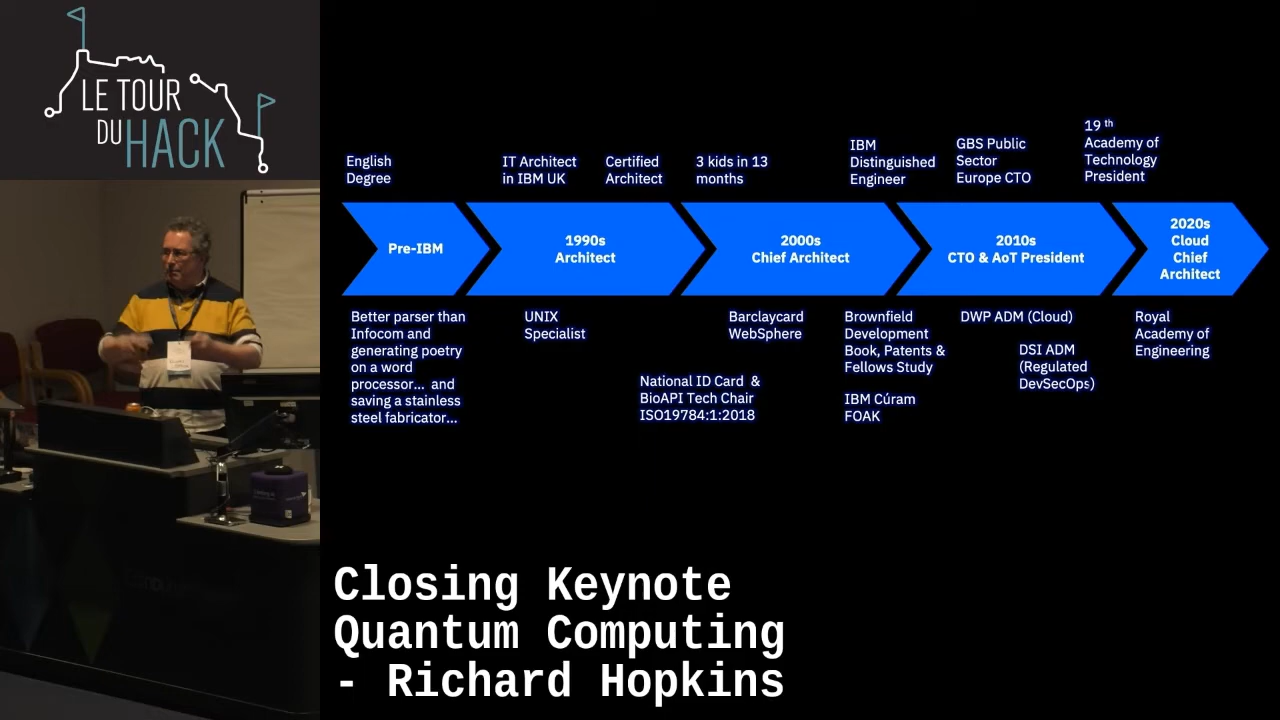 LE TOUR
DU HACK
English
Degree
IT Architect
in IBM UK
Certified
Architect
3 kids in 13
months
IBM
Distinguished
Engineer
GBS Public
Sector
Europe CTO
19 th
Academy of
Technology
President
Pre-IBM
1990s
Architect
2000s
Chief Architect
2010s
CTO & AoT President
2020s
Cloud
Chief
Architect
Better parser than
Infocom and
generating poetry
on a word
processor... and
saving a stainless
steel fabricator...
UNIX
Specialist
National ID Card &
BioAPI Tech Chair
ISO19784:1:2018
Barclaycard
WebSphere
Brownfield
Development
Book, Patents &
Fellows Study
IBM Cúram
FOAK
DWP ADM (Cloud)
DSI ADM
(Regulated
DevSecOps)
Royal
Academy of
Engineering
Closing Keynote
Quantum Computing
- Richard Hopkins